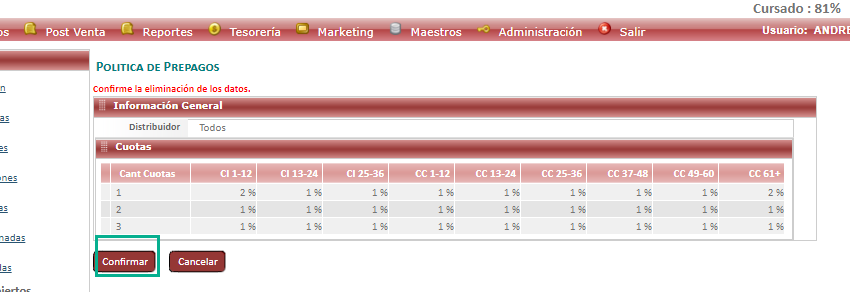 Cursado : 81%
os Post Venta Reportes Tesorería Marketing Maestros Administración Salir Usuario: ANDRE
POLITICA DE PREPAGOS
Confirme la eliminación de los datos.
Información General
Distribuidor Todos
Cuotas
Cant Cuotas CI 1-12 CI 13-24 CI 25-36 CC 1-12 CC 13-24 CC 25-36 CC 37-48 CC 49-60 CC 61+
1 2 % 1 % 1 % 1 % 1 % 1 % 1 % 1 % 2 %
2 1 % 1 % 1 % 1 % 1 % 1 % 1 % 1 % 1 %
3 1 % 1 % 1 % 1 % 1 % 1 % 1 % 1 % 1 %
Confirmar Cancelar
n
as
es
ones
as
nadas
das
iertos